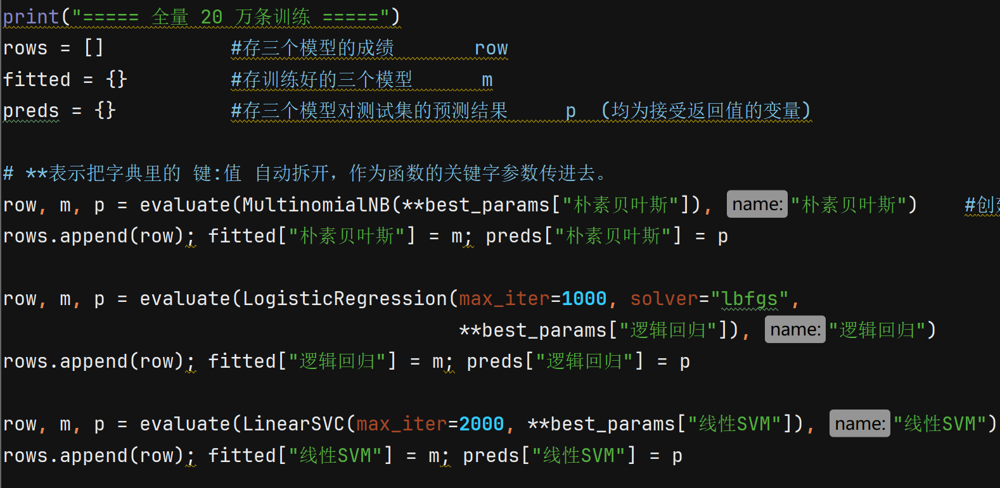 print("===== 全量 20 万条训练 =====")
rows = []           #存三个模型的成绩       row
fitted = {}         #存训练好的三个模型      m
preds = {}          #存三个模型对测试集的预测结果     p  (均为接受返回值的变量)
# **表示把字典里的 键:值 自动拆开，作为函数的关键字参数传进去。
row, m, p = evaluate(MultinomialNB(**best_params["朴素贝叶斯"]), name: "朴素贝叶斯")    #创
rows.append(row); fitted["朴素贝叶斯"] = m; preds["朴素贝叶斯"] = p
row, m, p = evaluate(LogisticRegression(max_iter=1000, solver="lbfgs",
**best_params["逻辑回归"]), name: "逻辑回归")
rows.append(row); fitted["逻辑回归"] = m; preds["逻辑回归"] = p
row, m, p = evaluate(LinearSVC(max_iter=2000, **best_params["线性SVM"]), name: "线性SVM")
rows.append(row); fitted["线性SVM"] = m; preds["线性SVM"] = p